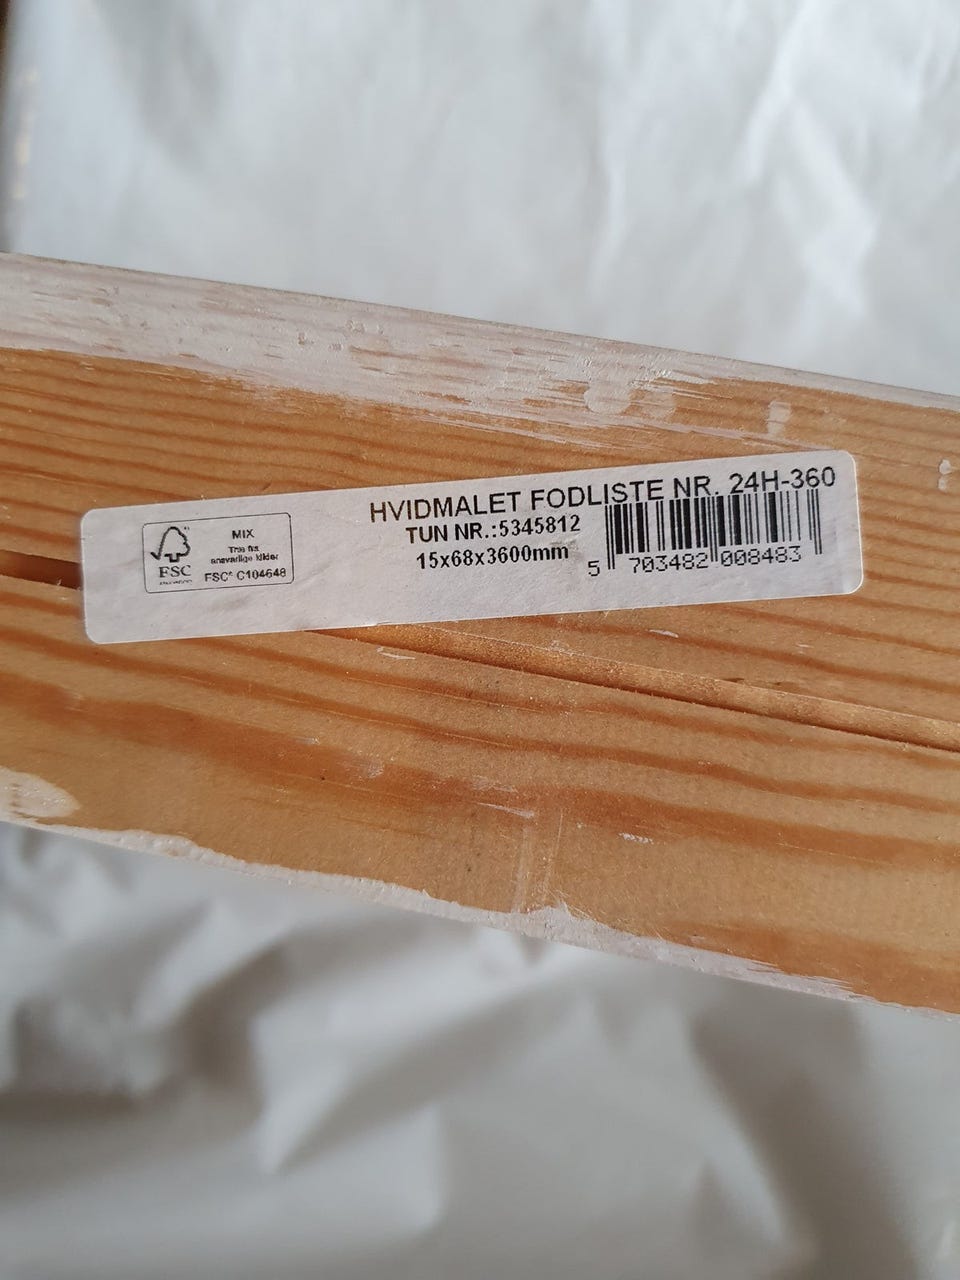 HVIDMALET FODLISTE NR. 24H-360
TUN NR.:5345812
15x68x3600mm
5 703482 008483
MIX
Træ fra
ansvarlige kilder
FSC
FSC® C104648